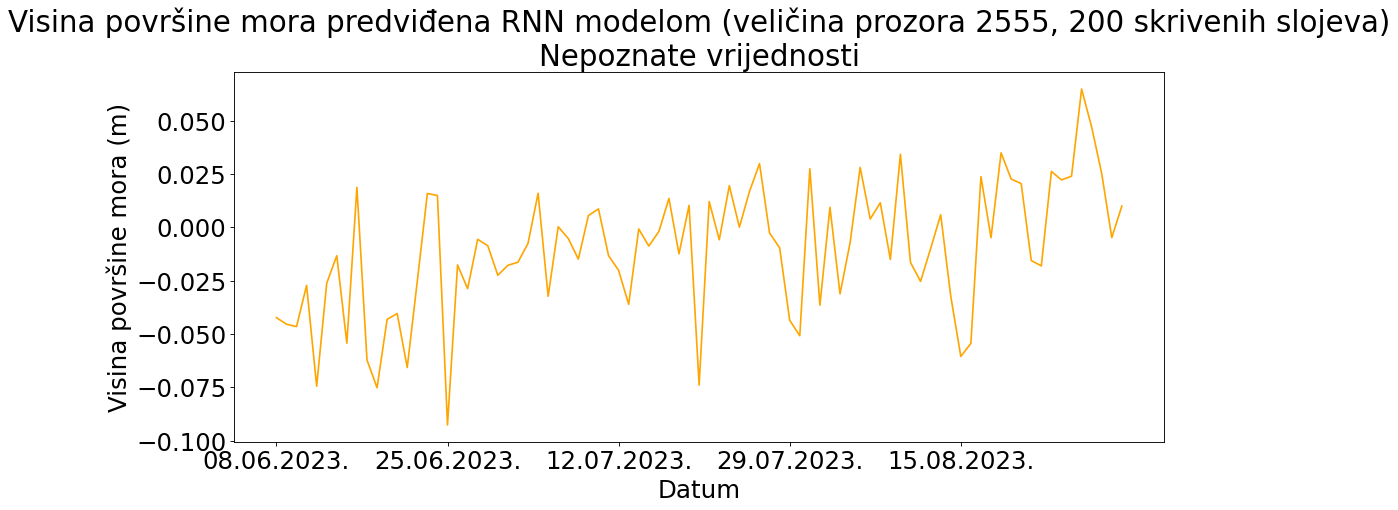 Visina površine mora predviđena RNN modelom (veličina prozora 2555, 200 skrivenih slojeva)
Nepoznate vrijednosti
Visina površine mora (m)
0.050
0.025
0.000
−0.025
−0.050
−0.075
−0.100
08.06.2023. 25.06.2023. 12.07.2023. 29.07.2023. 15.08.2023.
Datum